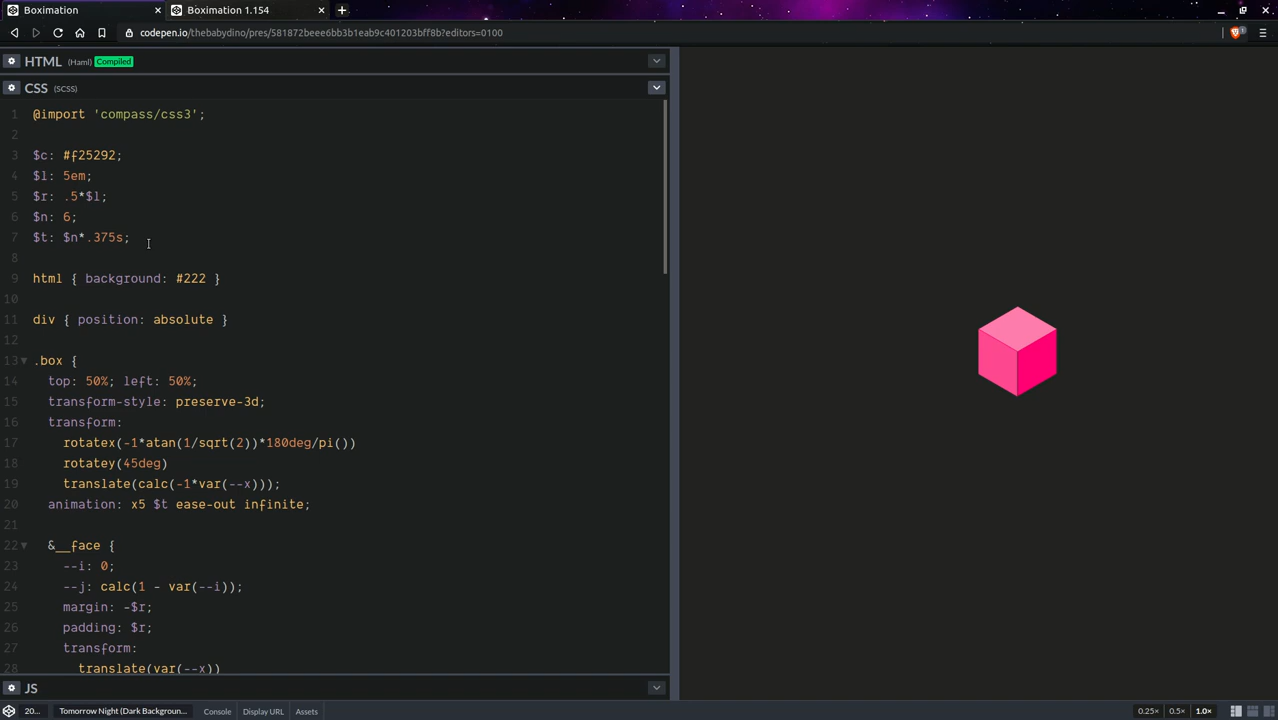 Boximation
Boximation 1.154
codepen.io/thebabydino/pres/581872beee6bb3b1eab9c401203bff8b?editors=0100
HTML (Haml) Compiled
CSS (SCSS)
1 @import 'compass/css3';
2
3 $c: #f25292;
4 $l: 5em;
5 $r: .5*$l;
6 $n: 6;
7 $t: $n*.375s;
8
9 html { background: #222 }
10
11 div { position: absolute }
12
13 .box {
14 top: 50%; left: 50%;
15 transform-style: preserve-3d;
16 transform:
17 rotatex(-1*atan(1/sqrt(2))*180deg/pi())
18 rotatey(45deg)
19 translate(calc(-1*var(--x)));
20 animation: x5 $t ease-out infinite;
21
22 &__face {
23 --i: 0;
24 --j: calc(1 - var(--i));
25 margin: -$r;
26 padding: $r;
27 transform:
28 translate(var(--x))
JS
20... Tomorrow Night (Dark Backgroun... Console Display URL Assets 0.25× 0.5× 1.0×